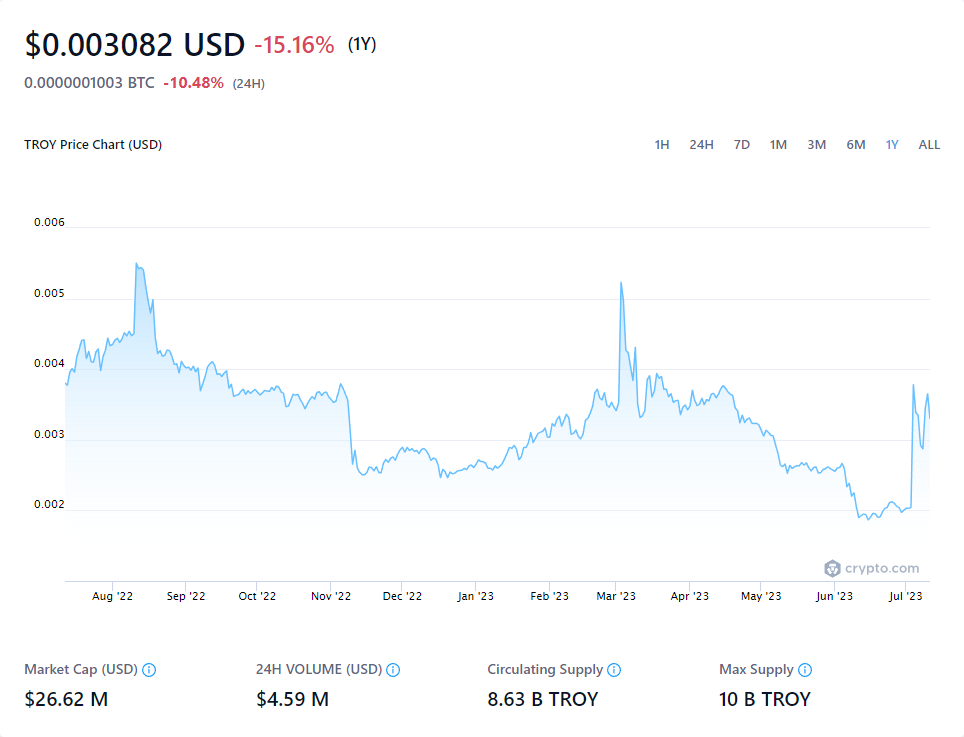 $0.003082 USD -15.16% (1Y)
0.0000001003 BTC -10.48% (24H)
TROY Price Chart (USD) 1H 24H 7D 1M 3M 6M 1Y ALL
0.006
0.005
0.004
0.003
0.002
crypto.com
Aug '22 Sep '22 Oct '22 Nov '22 Dec '22 Jan '23 Feb '23 Mar '23 Apr '23 May '23 Jun '23 Jul '23
Market Cap (USD) 24H VOLUME (USD) Circulating Supply Max Supply
$26.62 M $4.59 M 8.63 B TROY 10 B TROY